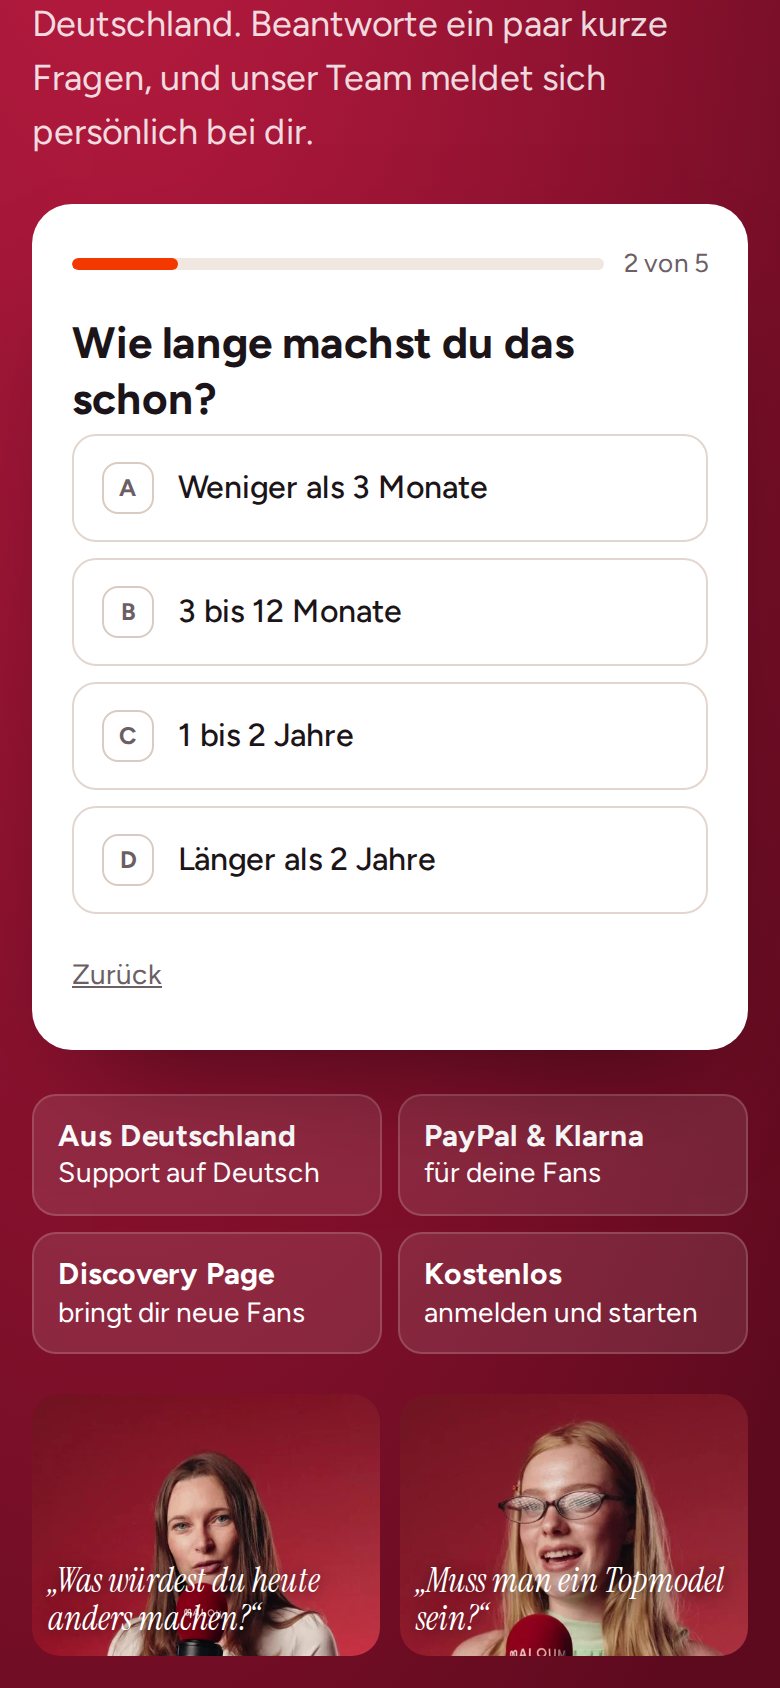 Deutschland. Beantworte ein paar kurze
Fragen, und unser Team meldet sich
persönlich bei dir.
2 von 5
Wie lange machst du das
schon?
A Weniger als 3 Monate
B 3 bis 12 Monate
C 1 bis 2 Jahre
D Länger als 2 Jahre
Zurück
Aus Deutschland
Support auf Deutsch
PayPal & Klarna
für deine Fans
Discovery Page
bringt dir neue Fans
Kostenlos
anmelden und starten
„Was würdest du heute
anders machen?“
„Muss man ein Topmodel
sein?“
MALOUM